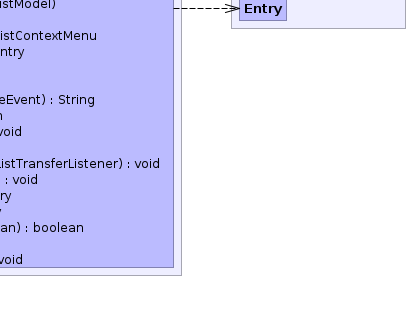 istModel)
Entry
istContextMenu
ntry
eEvent) : String
n
void
istTransferListener) : void
: void
ry
an) : boolean
void